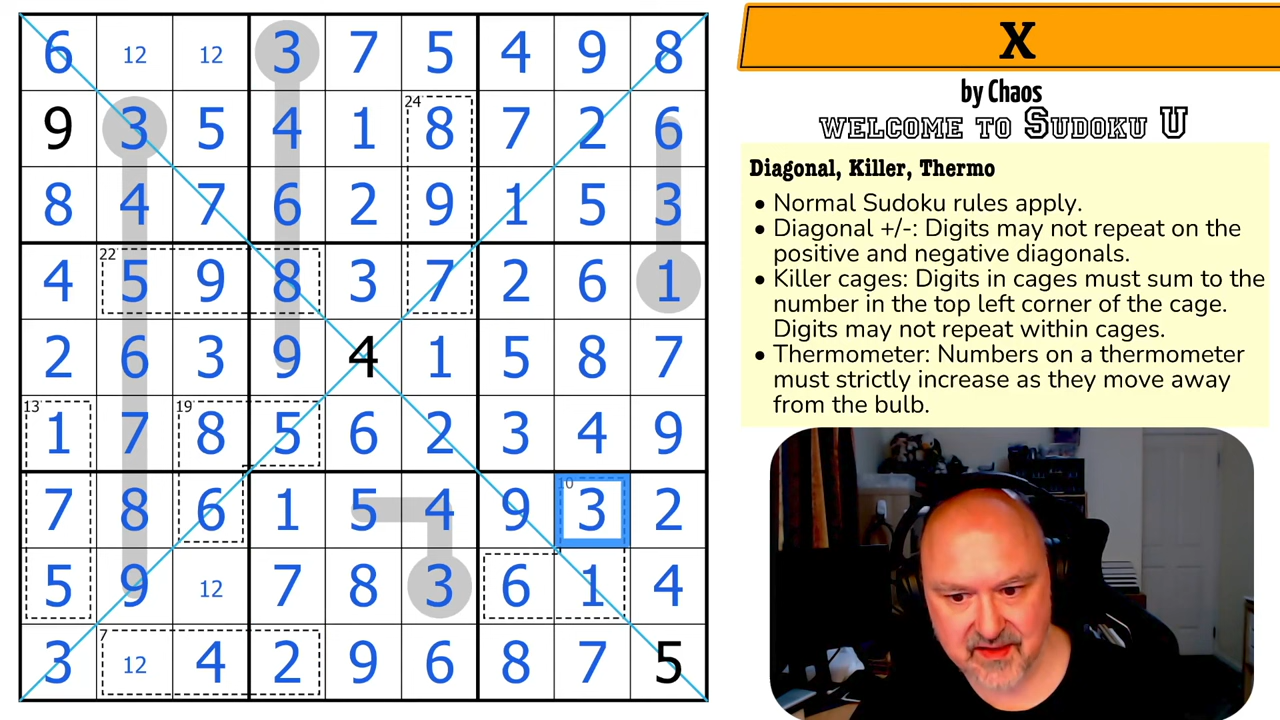 X
by Chaos
WELCOME TO SUDOKU U
Diagonal, Killer, Thermo
• Normal Sudoku rules apply.
• Diagonal +/-: Digits may not repeat on the
positive and negative diagonals.
• Killer cages: Digits in cages must sum to the
number in the top left corner of the cage.
Digits may not repeat within cages.
• Thermometer: Numbers on a thermometer
must strictly increase as they move away
from the bulb.
6 12 12 3 7 5 4 9 8
24
9 3 5 4 1 8 7 2 6
8 4 7 6 2 9 1 5 3
22
4 5 9 8 3 7 2 6 1
2 6 3 9 4 1 5 8 7
13 19
1 7 8 5 6 2 3 4 9
10
7 8 6 1 5 4 9 3 2
5 9 12 7 8 3 6 1 4
7
3 12 4 2 9 6 8 7 5